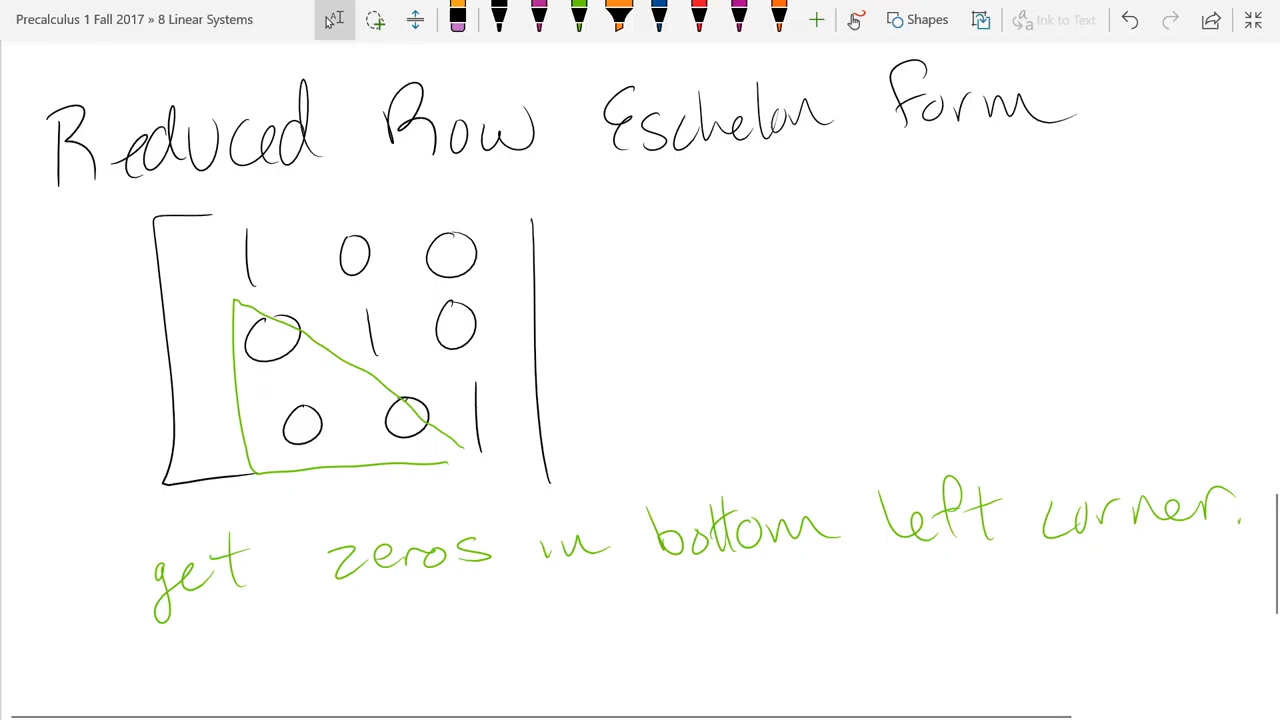 Precalculus 1 Fall 2017 » 8 Linear Systems
Shapes
Ink to Text
Reduced Row Eschelon Form
1 0 0
0 1 0
0 0 1
get zeros in bottom left corner.